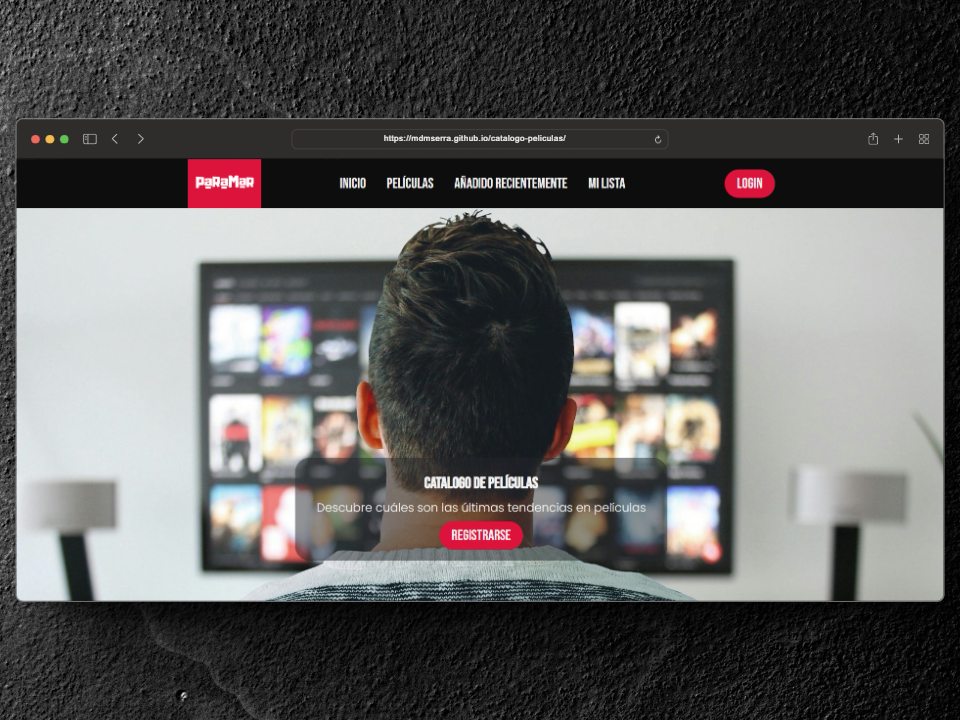 https://mdmserra.github.io/catalogo-peliculas/
PaRaMaR
INICIO PELÍCULAS AÑADIDO RECIENTEMENTE MI LISTA LOGIN
CATALOGO DE PELÍCULAS
Descubre cuáles son las últimas tendencias en películas
REGISTRARSE